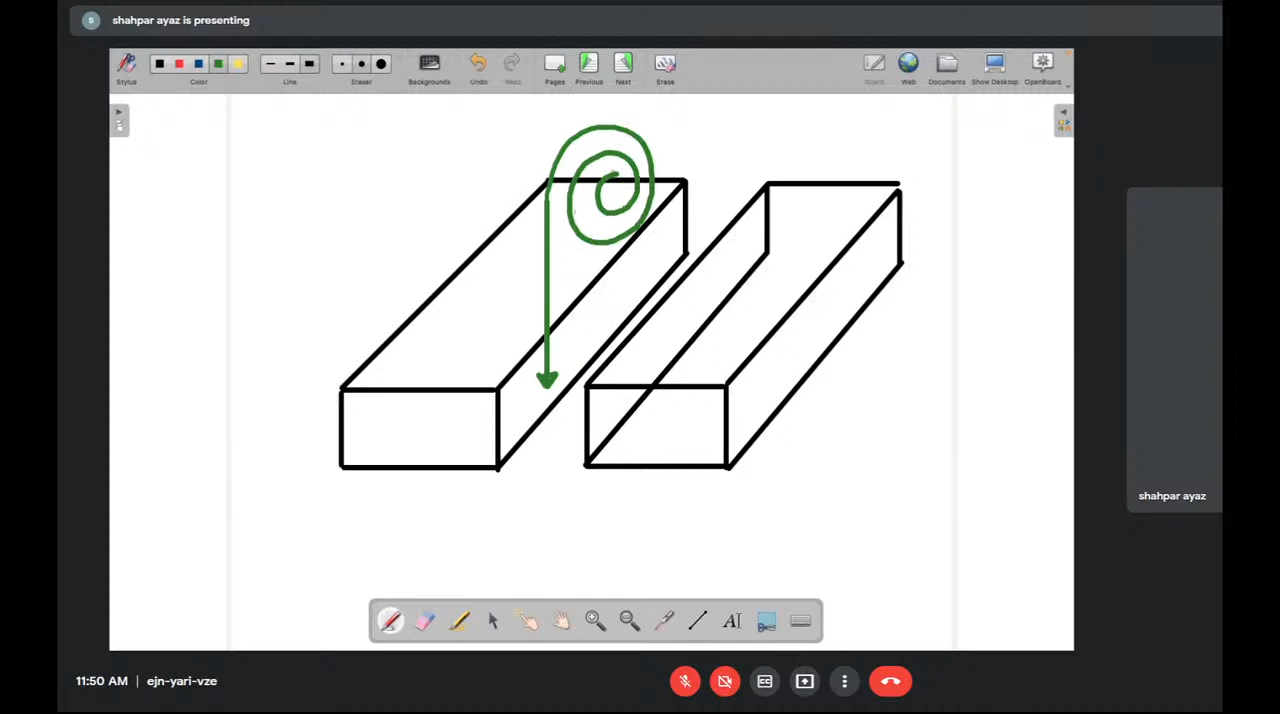 S
shahpar ayaz is presenting
Stylus
Color
Line
Eraser
Backgrounds
Undo
Redo
Pages
Previous
Next
Erase
Board
Web
Documents
Show Desktop
OpenBoard
shahpar ayaz
A
CC
11:50 AM | ejn-yari-vze